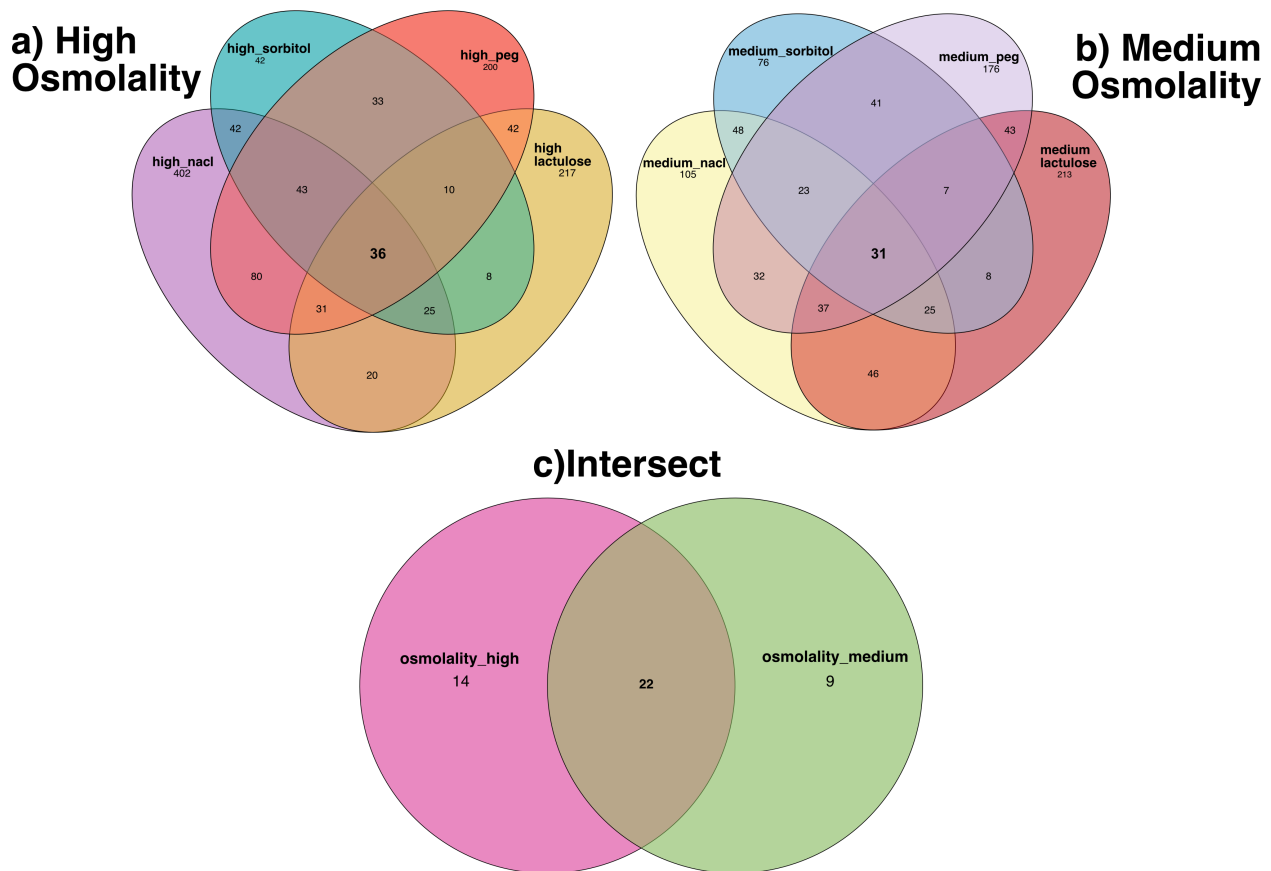 a) High
Osmolality
high_sorbitol
42
high_peg
200
33
42
42
high_nacl
402
high
lactulose
217
43
10
36
80
8
31
25
20
b) Medium
Osmolality
medium_sorbitol
76
medium_peg
176
41
48
43
medium_nacl
105
medium
lactulose
213
23
7
31
32
8
37
25
46
c)Intersect
osmolality_high
14
22
osmolality_medium
9